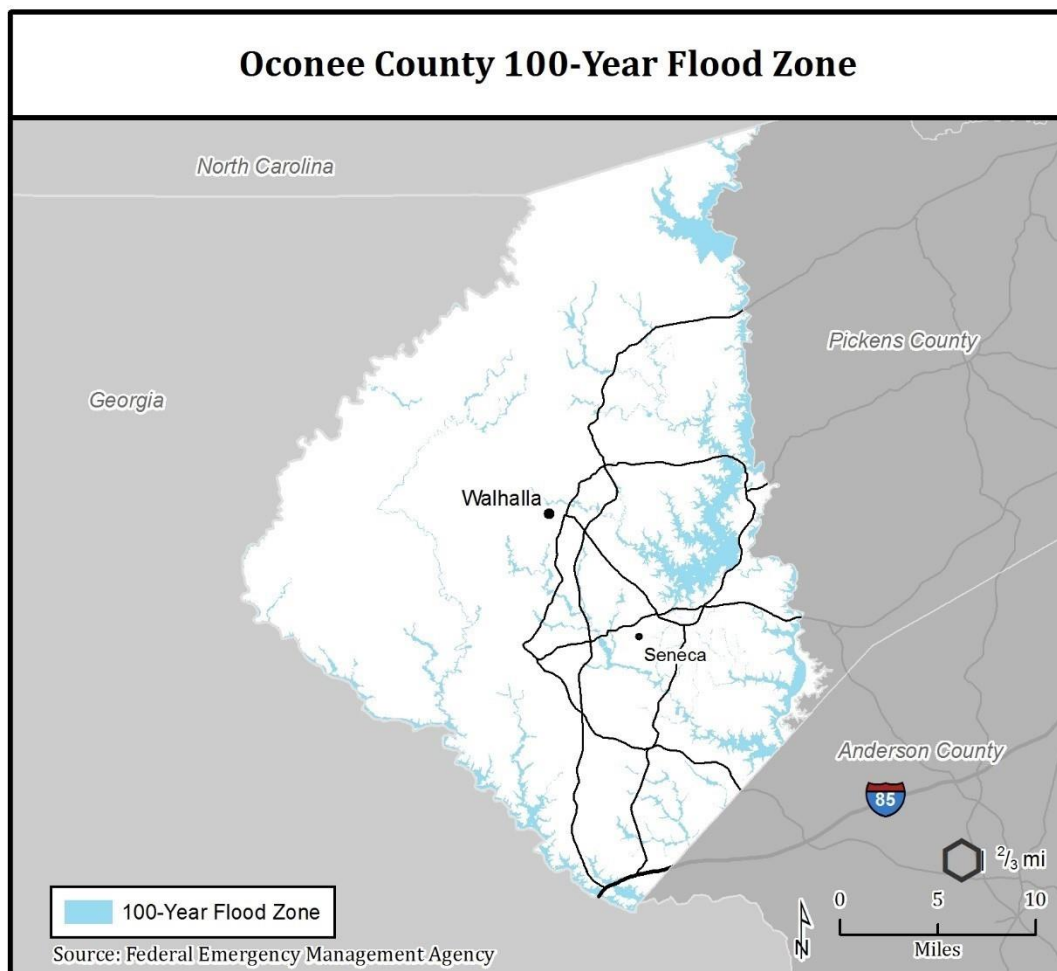 Oconee County 100-Year Flood Zone
North Carolina
Pickens County
Georgia
Walhalla
Seneca
Anderson County
85
2/3 mi
0 5 10
Miles
N
100-Year Flood Zone
Source: Federal Emergency Management Agency